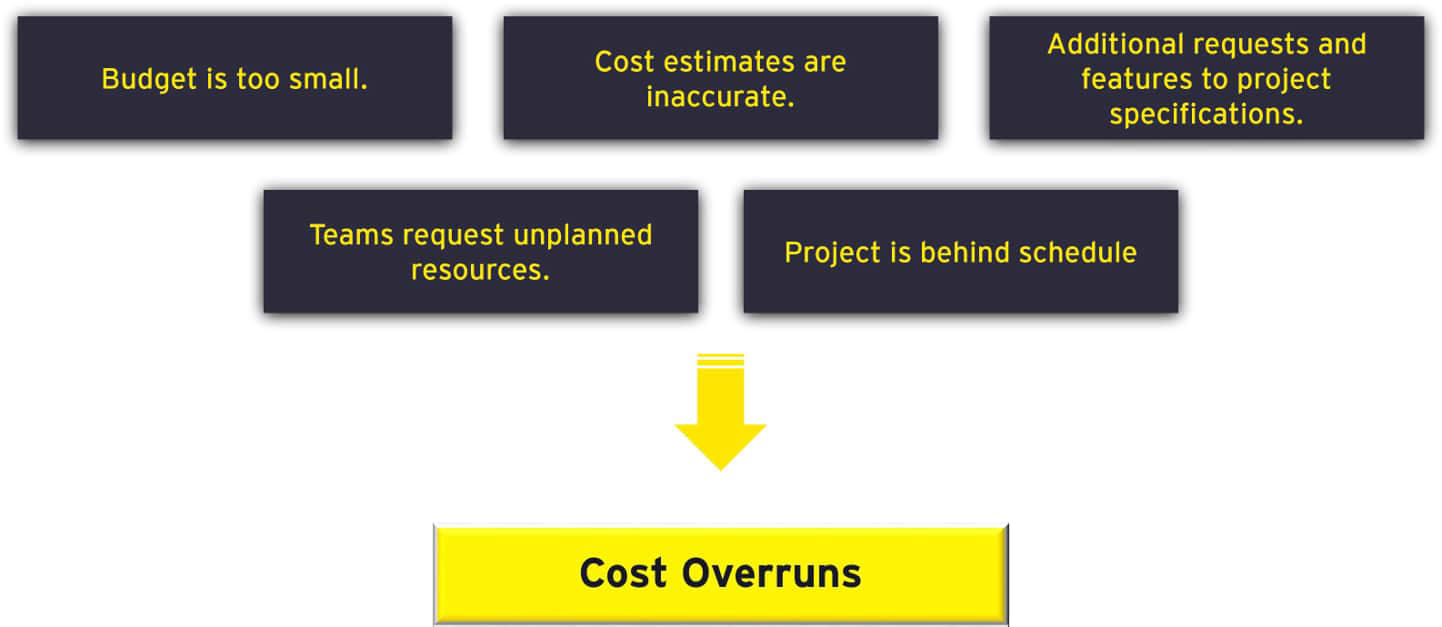 Budget is too small.
Cost estimates are
inaccurate.
Additional requests and
features to project
specifications.
Teams request unplanned
resources.
Project is behind schedule
Cost Overruns